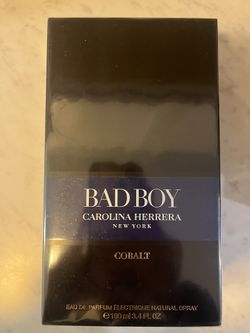 BAD BOY
CAROLINA HERRERA
NEW YORK
COBALT
EAU DE PARFUM ÉLECTRIQUE NATURAL SPRAY
℮ 100 ml 3.4 FL. OZ